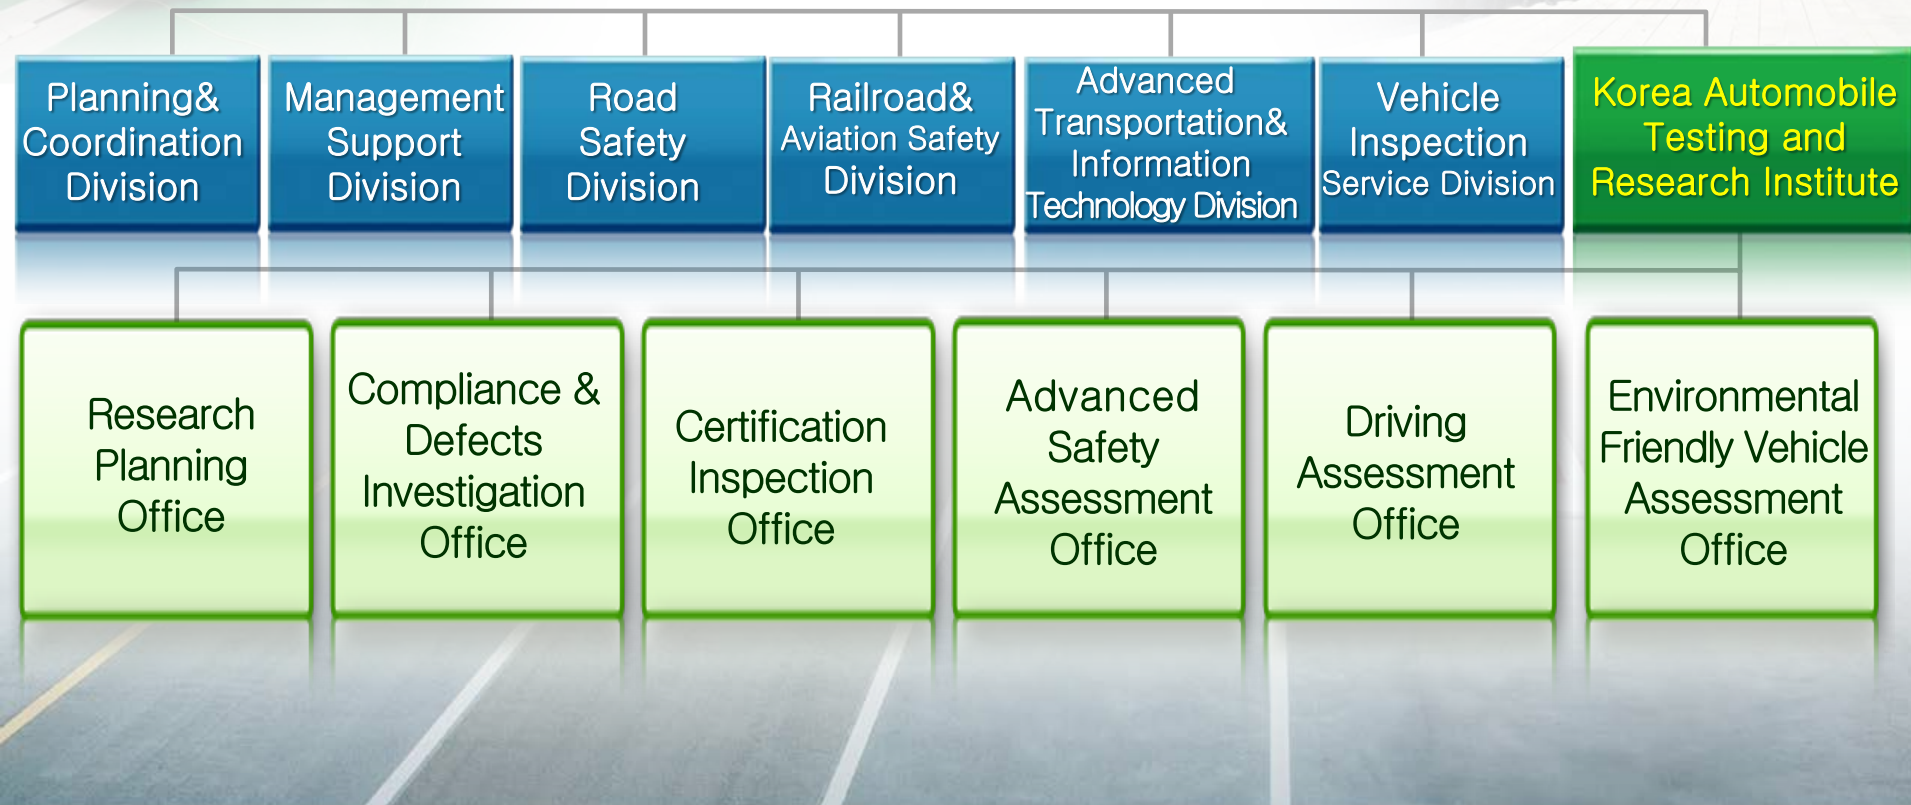 Planning&
Coordination
Division
Management
Support
Division
Road
Safety
Division
Railroad&
Aviation Safety
Division
Advanced
Transportation&
Information
Technology Division
Vehicle
Inspection
Service Division
Korea Automobile
Testing and
Research Institute
Research
Planning
Office
Compliance &
Defects
Investigation
Office
Certification
Inspection
Office
Advanced
Safety
Assessment
Office
Driving
Assessment
Office
Environmental
Friendly Vehicle
Assessment
Office